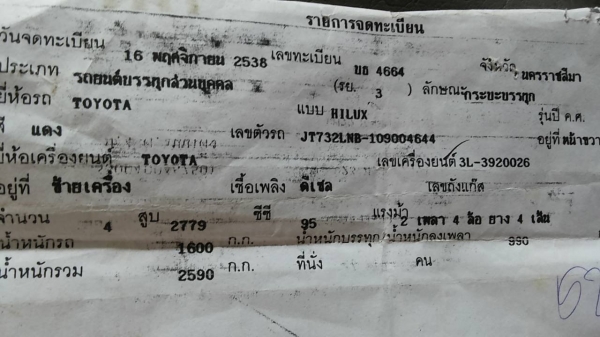 รายการจดทะเบียน
วันจดทะเบียน 16 พฤศจิกายน 2538 เลขทะเบียน บอ 4664 จังหวัด นครราชสีมา
ประเภท รถยนต์บรรทุกส่วนบุคคล (รย. 3 ) ลักษณะ กระบะบรรทุก
ยี่ห้อรถ TOYOTA แบบ HILUX รุ่นปี ค.ศ.
สี แดง เลขตัวรถ JT732LNB-109004644 อยู่ที่ หน้าขวา
ยี่ห้อเครื่องยนต์ TOYOTA เลขเครื่องยนต์ 3L-3920026
อยู่ที่ ซ้ายเครื่อง เชื้อเพลิง ดีเซล เลขถังแก๊ส
จำนวน 4 สูบ 2779 ซีซี 95 แรงม้า 2 เพลา 4 ล้อ ยาง 4 เส้น
น้ำหนักรถ 1600 ก.ก. น้ำหนักบรรทุก/น้ำหนักลงเพลา 990
น้ำหนักรวม 2590 ก.ก. ที่นั่ง คน